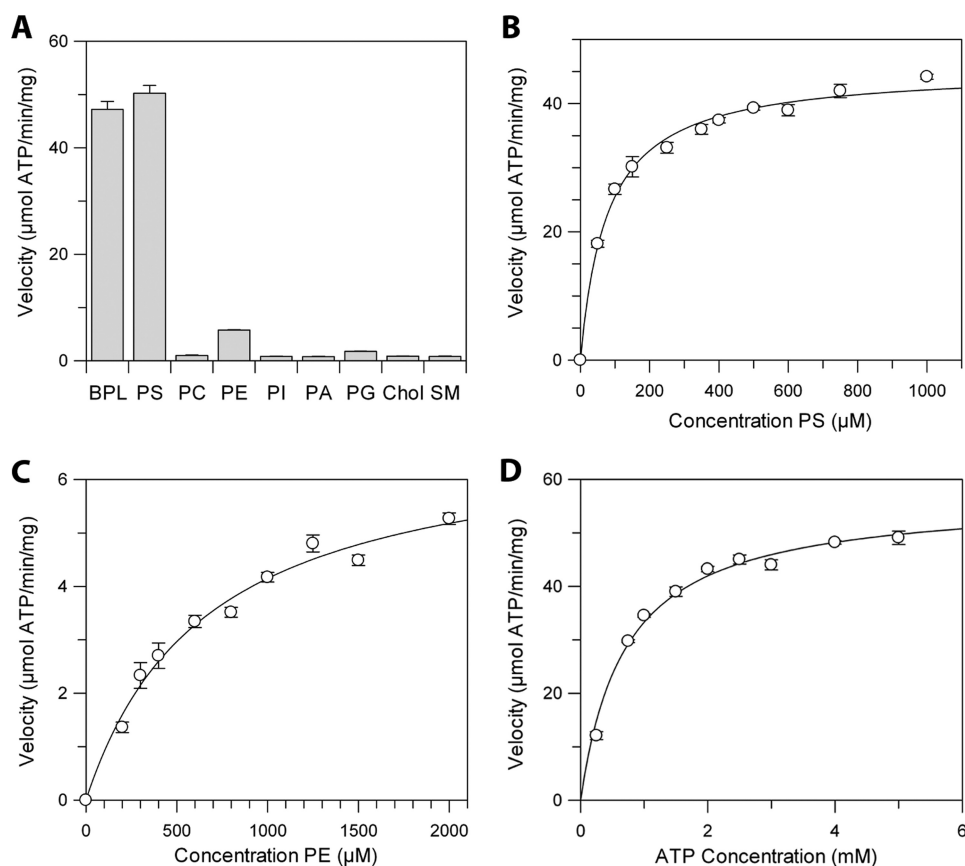 A
60
40
20
0
Velocity (µmol ATP/min/mg)
BPL PS PC PE PI PA PG Chol SM
B
40
20
0
Velocity (µmol ATP/min/mg)
0 200 400 600 800 1000
Concentration PS (µM)
C
6
4
2
0
Velocity (µmol ATP/min/mg)
0 500 1000 1500 2000
Concentration PE (µM)
D
60
40
20
0
Velocity (µmol ATP/min/mg)
0 2 4 6
ATP Concentration (mM)